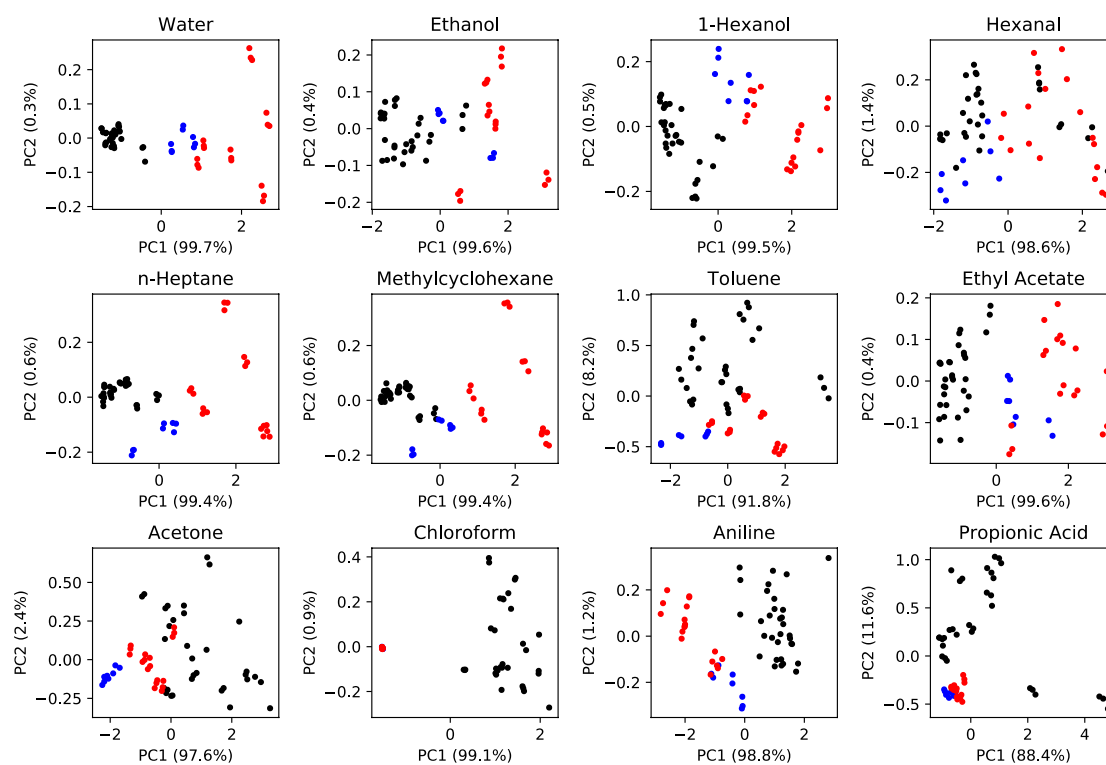 Water
Ethanol
1-Hexanol
Hexanal
PC2 (0.3%)
0.2
0.1
0.0
−0.1
−0.2
0
2
PC1 (99.7%)
PC2 (0.4%)
0.2
0.1
0.0
−0.1
−2
0
2
PC1 (99.6%)
PC2 (0.5%)
0.2
0.0
−0.2
0
2
PC1 (99.5%)
PC2 (1.4%)
0.2
0.0
−0.2
−2
0
2
PC1 (98.6%)
n-Heptane
Methylcyclohexane
Toluene
Ethyl Acetate
PC2 (0.6%)
0.2
0.0
−0.2
0
2
PC1 (99.4%)
PC2 (0.6%)
0.2
0.0
−0.2
0
2
PC1 (99.4%)
PC2 (8.2%)
1.0
0.5
0.0
−0.5
−2
0
2
PC1 (91.8%)
PC2 (0.4%)
0.2
0.1
0.0
−0.1
0
2
PC1 (99.6%)
Acetone
Chloroform
Aniline
Propionic Acid
PC2 (2.4%)
0.50
0.25
0.00
−0.25
−2
0
2
PC1 (97.6%)
PC2 (0.9%)
0.4
0.2
0.0
−0.2
0
2
PC1 (99.1%)
PC2 (1.2%)
0.2
0.0
−0.2
−2
0
2
PC1 (98.8%)
PC2 (11.6%)
1.0
0.5
0.0
−0.5
0
2
4
PC1 (88.4%)